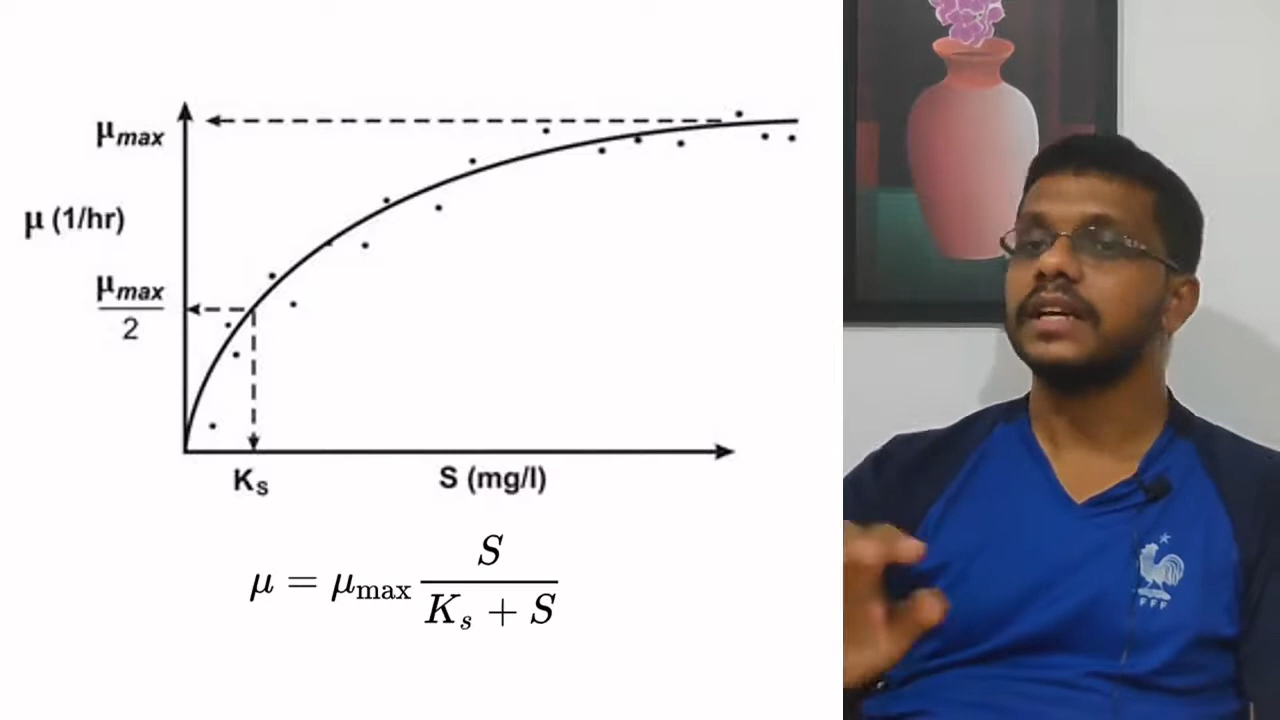 μmax
μ (1/hr)
μmax
2
Ks
S (mg/l)
μ = μmax S / (Ks + S)
FFF